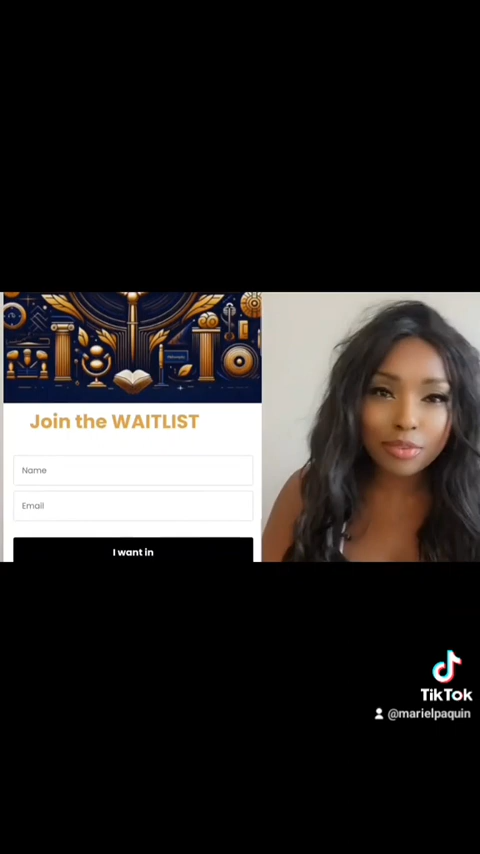 Join the WAITLIST
Name
Email
I want in
TikTok
@marielpaquin